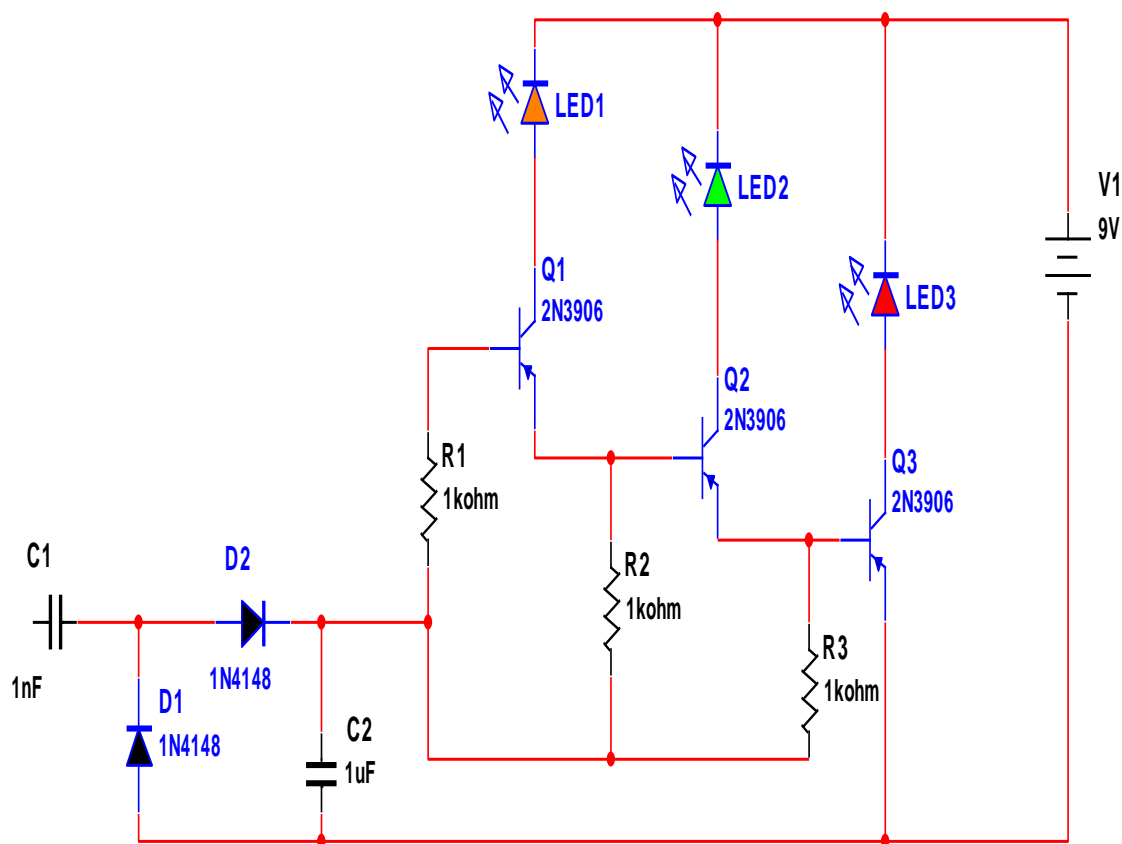 LED1
LED2
V1
9V
Q1
2N3906
LED3
Q2
2N3906
R1
1kohm
Q3
2N3906
C1
D2
R2
1kohm
R3
1kohm
1nF
1N4148
D1
1N4148
C2
1uF